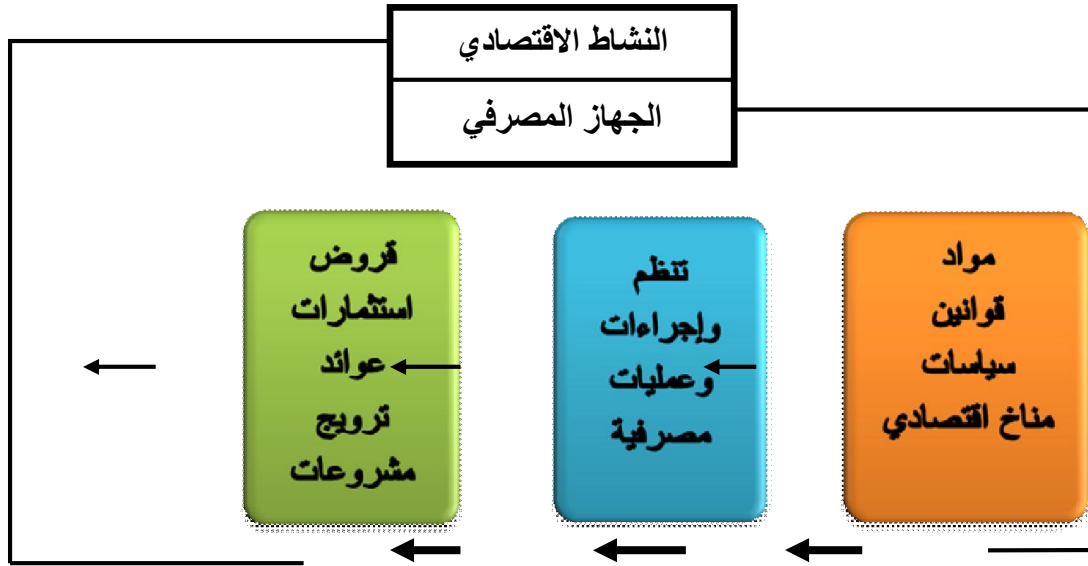 النشاط الاقتصادي
الجهاز المصرفي
مواد
قوانين
سياسات
مناخ اقتصادي
تنظم
وإجراءات
وعمليات
مصرفية
قروض
استثمارات
عوائد
ترويج
مشروعات